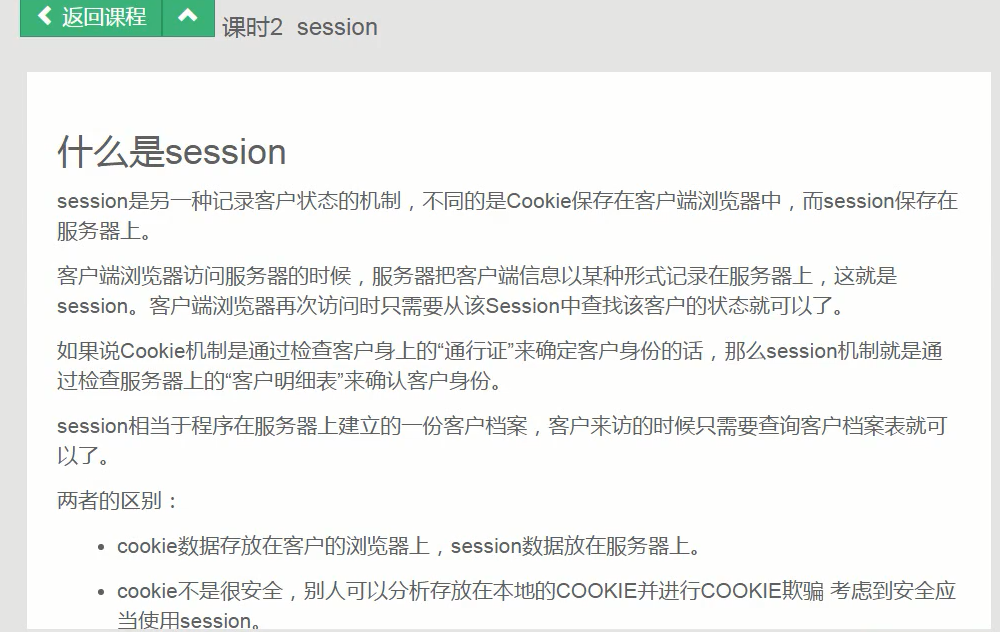 返回课程
课时2 session
什么是session
session是另一种记录客户状态的机制，不同的是Cookie保存在客户端浏览器中，而session保存在
服务器上。
客户端浏览器访问服务器的时候，服务器把客户端信息以某种形式记录在服务器上，这就是
session。客户端浏览器再次访问时只需要从该Session中查找该客户的状态就可以了。
如果说Cookie机制是通过检查客户身上的“通行证”来确定客户身份的话，那么session机制就是通
过检查服务器上的“客户明细表”来确认客户身份。
session相当于程序在服务器上建立的一份客户档案，客户来访的时候只需要查询客户档案表就可
以了。
两者的区别：
• cookie数据存放在客户的浏览器上，session数据放在服务器上。
• cookie不是很安全，别人可以分析存放在本地的COOKIE并进行COOKIE欺骗 考虑到安全应
当使用session。